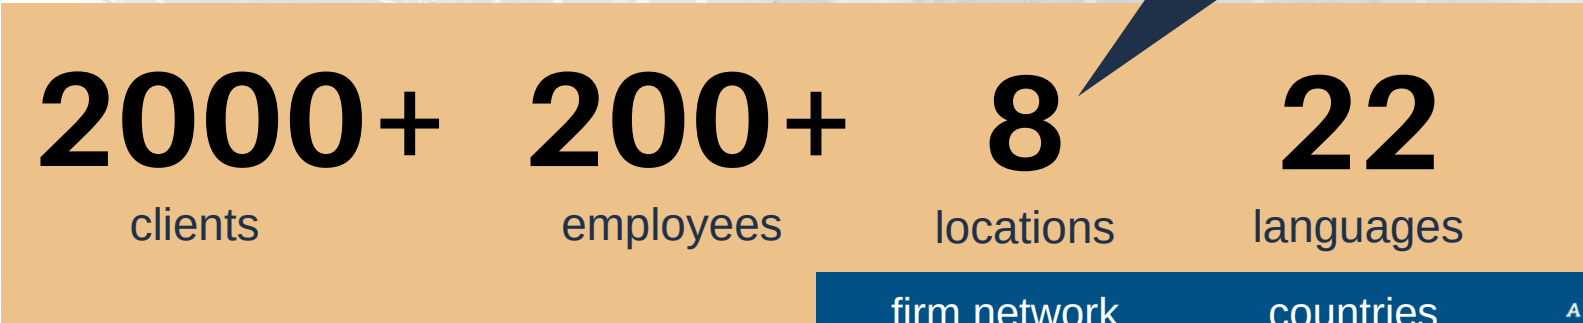 2000+ 200+ 8 22
clients employees locations languages
firm network countries
A